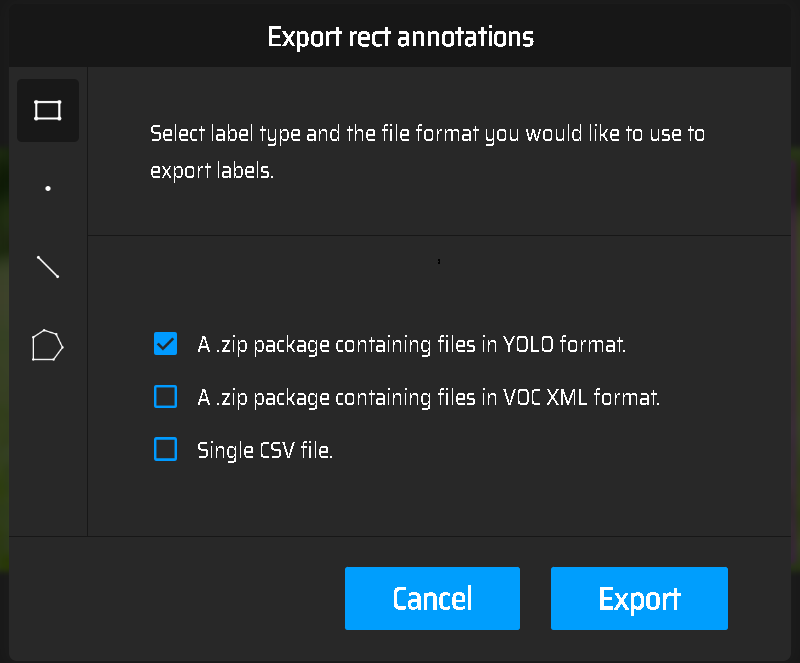 Export rect annotations
Select label type and the file format you would like to use to
export labels.
A .zip package containing files in YOLO format.
A .zip package containing files in VOC XML format.
Single CSV file.
Cancel
Export